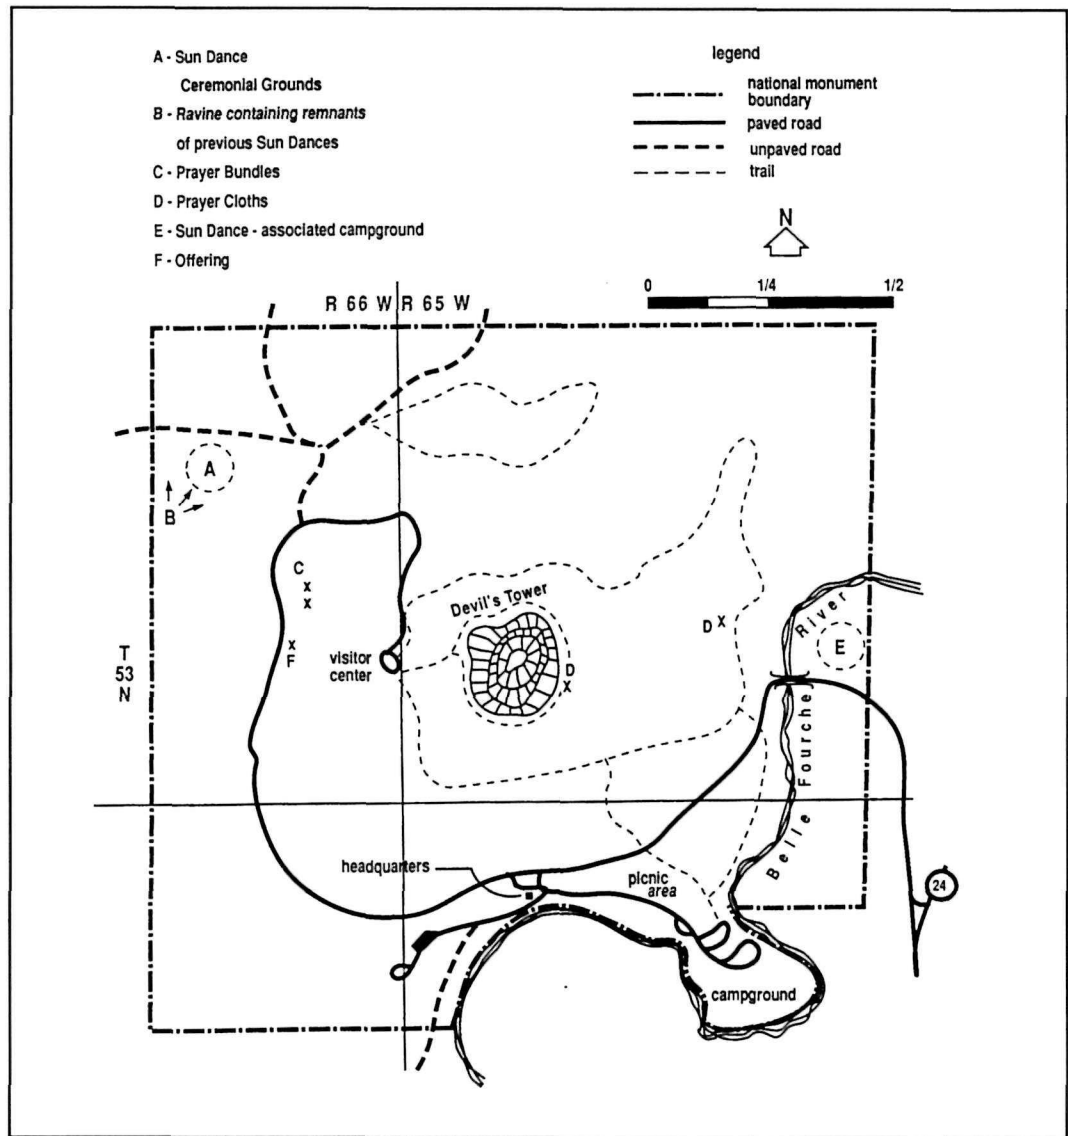 A - Sun Dance
Ceremonial Grounds
B - Ravine containing remnants
of previous Sun Dances
C - Prayer Bundles
D - Prayer Cloths
E - Sun Dance - associated campground
F - Offering
legend
national monument
boundary
paved road
unpaved road
trail
N
0 1/4 1/2
R 66 W R 65 W
A
B
C
Devil's Tower
D
River
E
T
53
N
F
visitor
center
D
Belle Fourche
headquarters
picnic
area
24
campground